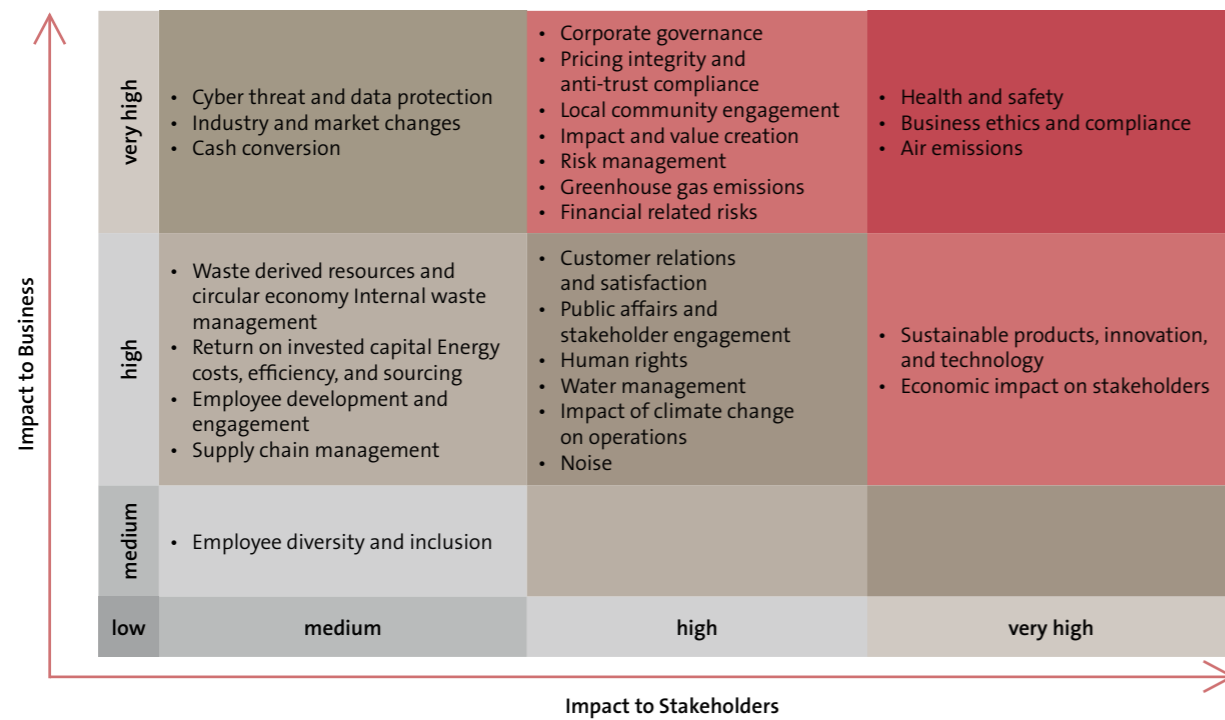 Impact to Business
very high
• Cyber threat and data protection
• Industry and market changes
• Cash conversion
• Corporate governance
• Pricing integrity and
anti-trust compliance
• Local community engagement
• Impact and value creation
• Risk management
• Greenhouse gas emissions
• Financial related risks
• Health and safety
• Business ethics and compliance
• Air emissions
high
• Waste derived resources and
circular economy Internal waste
management
• Return on invested capital Energy
costs, efficiency, and sourcing
• Employee development and
engagement
• Supply chain management
• Customer relations
and satisfaction
• Public affairs and
stakeholder engagement
• Human rights
• Water management
• Impact of climate change
on operations
• Noise
• Sustainable products, innovation,
and technology
• Economic impact on stakeholders
medium
• Employee diversity and inclusion
low
medium
high
very high
Impact to Stakeholders